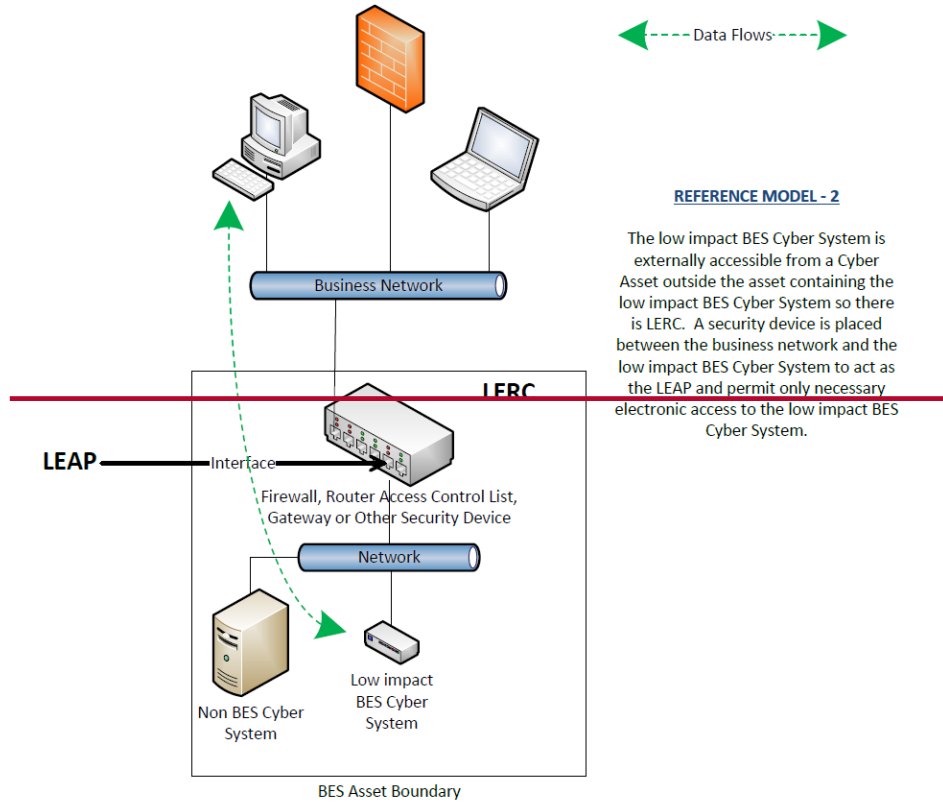 Data Flows
REFERENCE MODEL - 2
The low impact BES Cyber System is
externally accessible from a Cyber
Asset outside the asset containing the
low impact BES Cyber System so there
is LERC.  A security device is placed
between the business network and the
low impact BES Cyber System to act as
the LEAP and permit only necessary
electronic access to the low impact BES
Cyber System.
Business Network
LERC
LEAP
Interface
Firewall, Router Access Control List,
Gateway or Other Security Device
Network
Low impact
BES Cyber
System
Non BES Cyber
System
BES Asset Boundary